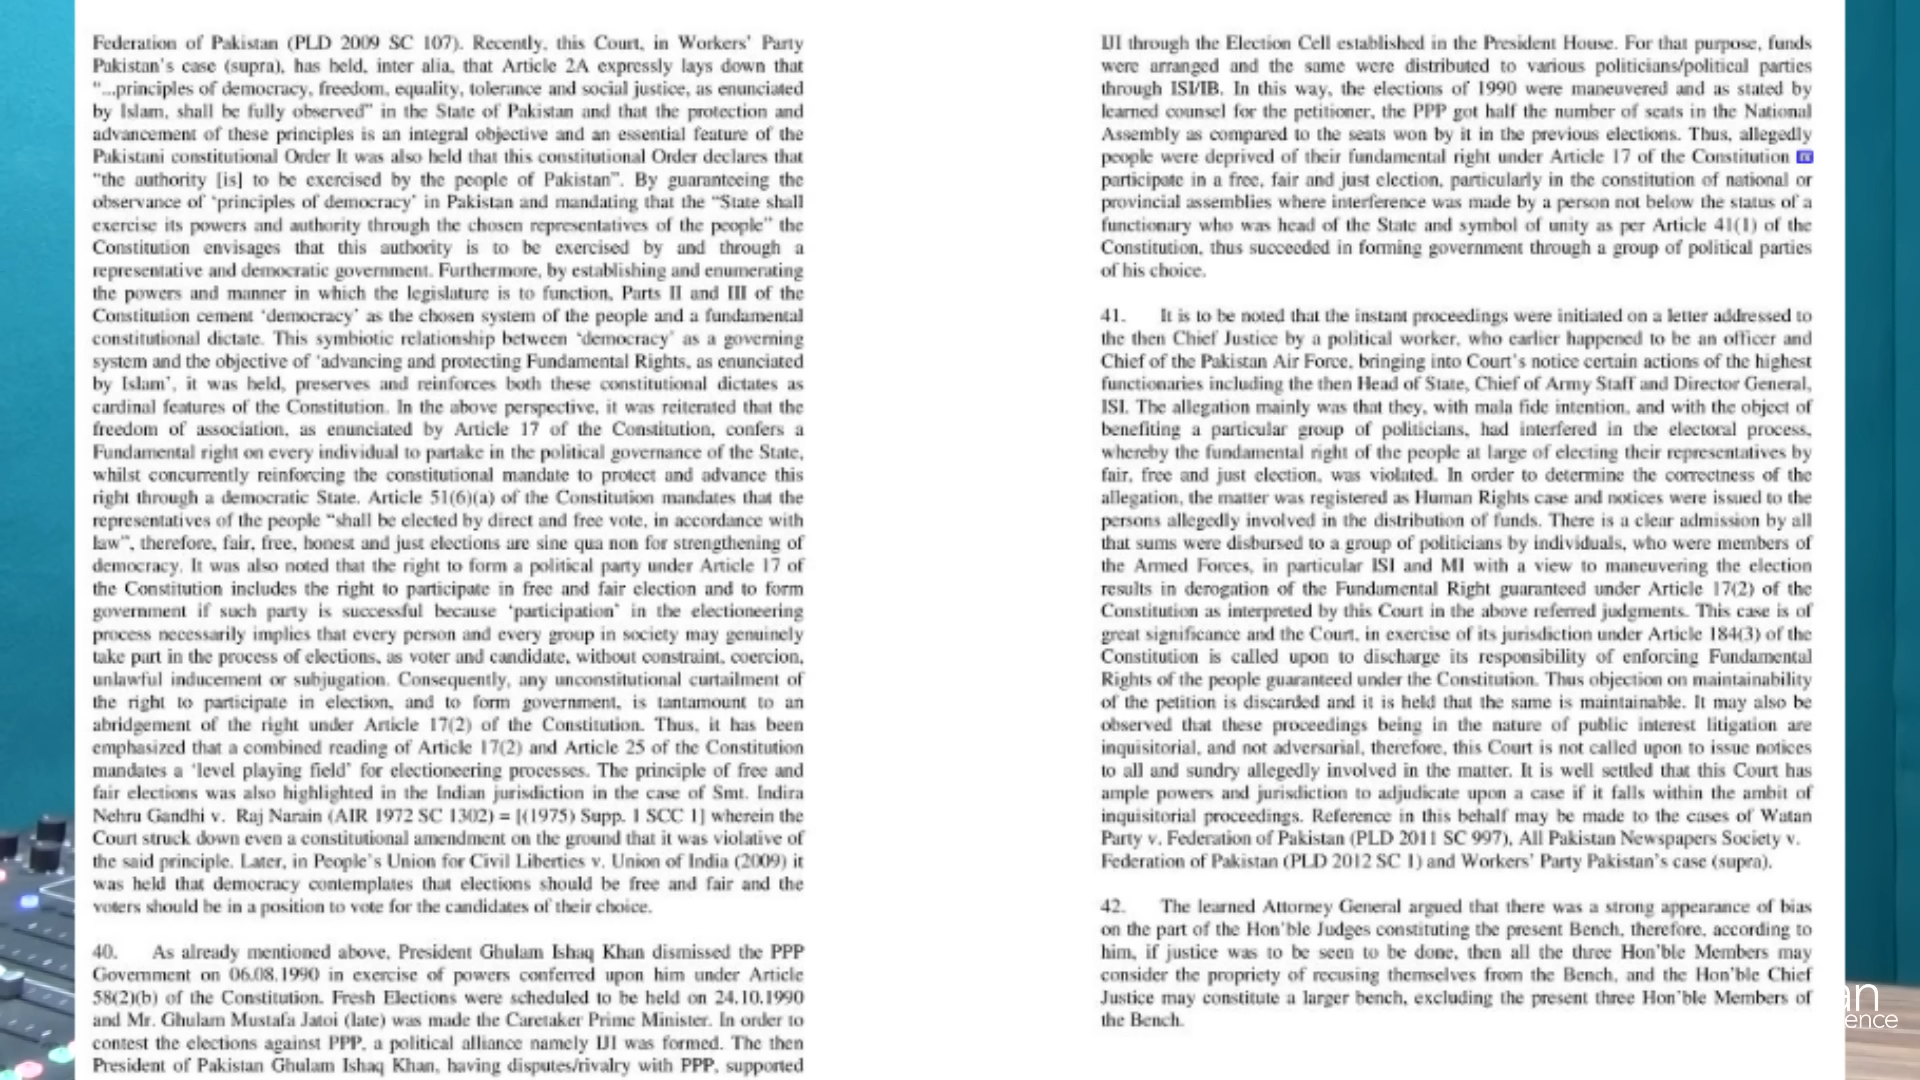 Federation of Pakistan (PLD 2009 SC 107). Recently, this Court, in Workers' Party
Pakistan's case (supra), has held, inter alia, that Article 2A expressly lays down that
"...principles of democracy, freedom, equality, tolerance and social justice, as enunciated
by Islam, shall be fully observed" in the State of Pakistan and that the protection and
advancement of these principles is an integral objective and an essential feature of the
Pakistani constitutional Order It was also held that this constitutional Order declares that
"the authority [is] to be exercised by the people of Pakistan". By guaranteeing the
observance of 'principles of democracy' in Pakistan and mandating that the "State shall
exercise its powers and authority through the chosen representatives of the people" the
Constitution envisages that this authority is to be exercised by and through a
representative and democratic government. Furthermore, by establishing and enumerating
the powers and manner in which the legislature is to function, Parts II and III of the
Constitution cement 'democracy' as the chosen system of the people and a fundamental
constitutional dictate. This symbiotic relationship between 'democracy' as a governing
system and the objective of 'advancing and protecting Fundamental Rights, as enunciated
by Islam', it was held, preserves and reinforces both these constitutional dictates as
cardinal features of the Constitution. In the above perspective, it was reiterated that the
freedom of association, as enunciated by Article 17 of the Constitution, confers a
Fundamental right on every individual to partake in the political governance of the State,
whilst concurrently reinforcing the constitutional mandate to protect and advance this
right through a democratic State. Article 51(6)(a) of the Constitution mandates that the
representatives of the people "shall be elected by direct and free vote, in accordance with
law", therefore, fair, free, honest and just elections are sine qua non for strengthening of
democracy. It was also noted that the right to form a political party under Article 17 of
the Constitution includes the right to participate in free and fair election and to form
government if such party is successful because 'participation' in the electioneering
process necessarily implies that every person and every group in society may genuinely
take part in the process of elections, as voter and candidate, without constraint, coercion,
unlawful inducement or subjugation. Consequently, any unconstitutional curtailment of
the right to participate in election, and to form government, is tantamount to an
abridgement of the right under Article 17(2) of the Constitution. Thus, it has been
emphasized that a combined reading of Article 17(2) and Article 25 of the Constitution
mandates a 'level playing field' for electioneering processes. The principle of free and
fair elections was also highlighted in the Indian jurisdiction in the case of Smt. Indira
Nehru Gandhi v. Raj Narain (AIR 1972 SC 1302) = [(1975) Supp. 1 SCC 1] wherein the
Court struck down even a constitutional amendment on the ground that it was violative of
the said principle. Later, in People's Union for Civil Liberties v. Union of India (2009) it
was held that democracy contemplates that elections should be free and fair and the
voters should be in a position to vote for the candidates of their choice.
40. As already mentioned above, President Ghulam Ishaq Khan dismissed the PPP
Government on 06.08.1990 in exercise of powers conferred upon him under Article
58(2)(b) of the Constitution. Fresh Elections were scheduled to be held on 24.10.1990
and Mr. Ghulam Mustafa Jatoi (late) was made the Caretaker Prime Minister. In order to
contest the elections against PPP, a political alliance namely IJI was formed. The then
President of Pakistan Ghulam Ishaq Khan, having disputes/rivalry with PPP, supported
IJI through the Election Cell established in the President House. For that purpose, funds
were arranged and the same were distributed to various politicians/political parties
through ISI/IB. In this way, the elections of 1990 were maneuvered and as stated by
learned counsel for the petitioner, the PPP got half the number of seats in the National
Assembly as compared to the seats won by it in the previous elections. Thus, allegedly
people were deprived of their fundamental right under Article 17 of the Constitution
participate in a free, fair and just election, particularly in the constitution of national or
provincial assemblies where interference was made by a person not below the status of a
functionary who was head of the State and symbol of unity as per Article 41(1) of the
Constitution, thus succeeded in forming government through a group of political parties
of his choice.
41. It is to be noted that the instant proceedings were initiated on a letter addressed to
the then Chief Justice by a political worker, who earlier happened to be an officer and
Chief of the Pakistan Air Force, bringing into Court's notice certain actions of the highest
functionaries including the then Head of State, Chief of Army Staff and Director General,
ISI. The allegation mainly was that they, with mala fide intention, and with the object of
benefiting a particular group of politicians, had interfered in the electoral process,
whereby the fundamental right of the people at large of electing their representatives by
fair, free and just election, was violated. In order to determine the correctness of the
allegation, the matter was registered as Human Rights case and notices were issued to the
persons allegedly involved in the distribution of funds. There is a clear admission by all
that sums were disbursed to a group of politicians by individuals, who were members of
the Armed Forces, in particular ISI and MI with a view to maneuvering the election
results in derogation of the Fundamental Right guaranteed under Article 17(2) of the
Constitution as interpreted by this Court in the above referred judgments. This case is of
great significance and the Court, in exercise of its jurisdiction under Article 184(3) of the
Constitution is called upon to discharge its responsibility of enforcing Fundamental
Rights of the people guaranteed under the Constitution. Thus objection on maintainability
of the petition is discarded and it is held that the same is maintainable. It may also be
observed that these proceedings being in the nature of public interest litigation are
inquisitorial, and not adversarial, therefore, this Court is not called upon to issue notices
to all and sundry allegedly involved in the matter. It is well settled that this Court has
ample powers and jurisdiction to adjudicate upon a case if it falls within the ambit of
inquisitorial proceedings. Reference in this behalf may be made to the cases of Watan
Party v. Federation of Pakistan (PLD 2011 SC 997), All Pakistan Newspapers Society v.
Federation of Pakistan (PLD 2012 SC 1) and Workers' Party Pakistan's case (supra).
42. The learned Attorney General argued that there was a strong appearance of bias
on the part of the Hon'ble Judges constituting the present Bench, therefore, according to
him, if justice was to be seen to be done, then all the three Hon'ble Members may
consider the propriety of recusing themselves from the Bench, and the Hon'ble Chief
Justice may constitute a larger bench, excluding the present three Hon'ble Members of
the Bench.
an
ence